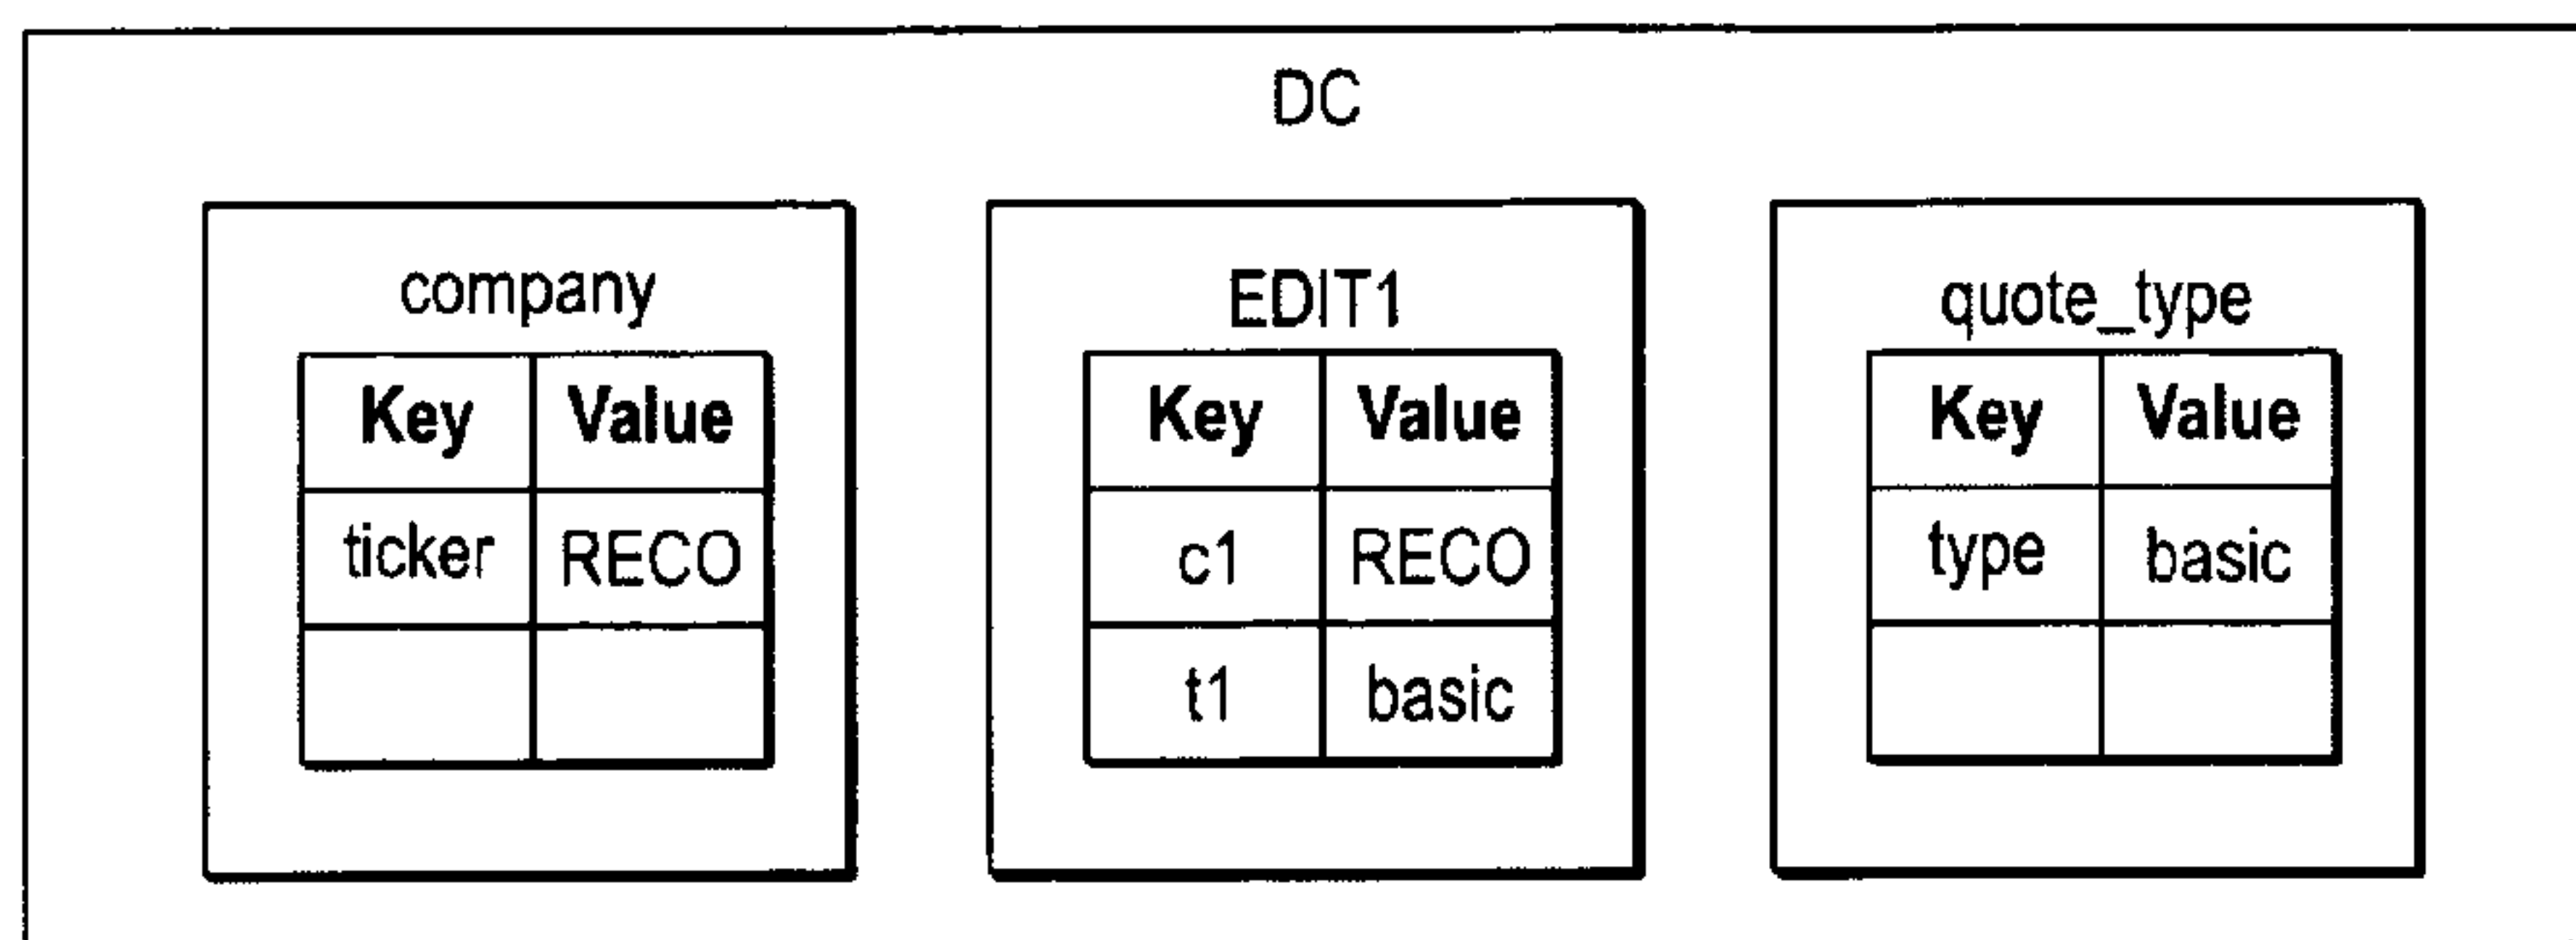 DC
company EDIT1 quote_type
Key Value Key Value Key Value
ticker RECO c1 RECO type basic
t1 basic